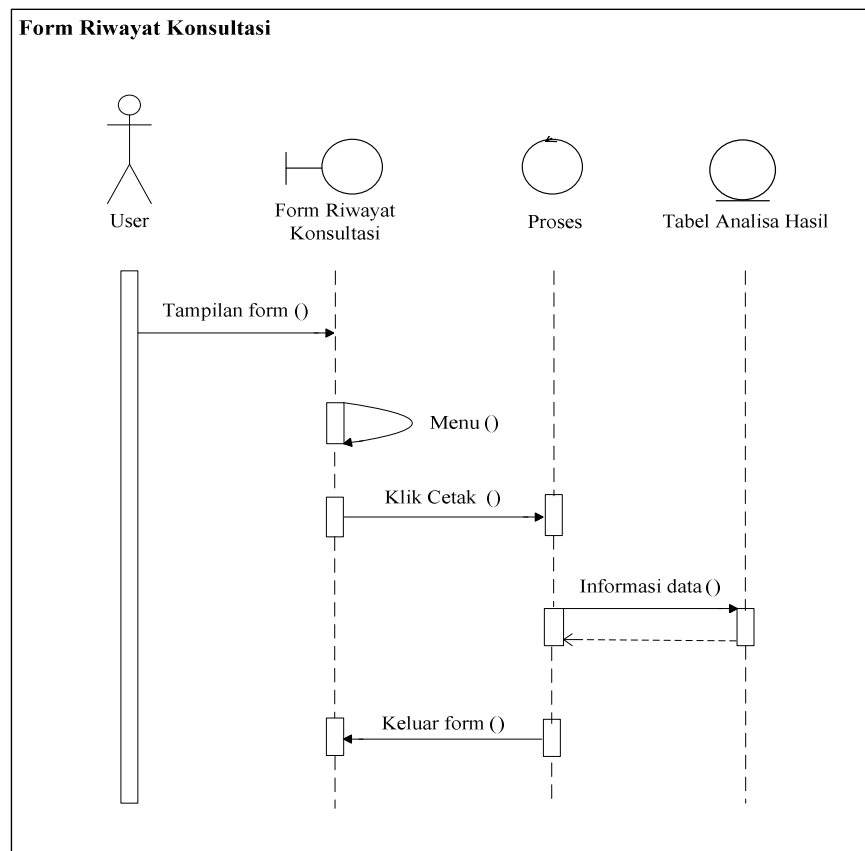 Form Riwayat Konsultasi
User
Form Riwayat
Konsultasi
Proses
Tabel Analisa Hasil
Tampilan form ()
Menu ()
Klik Cetak ()
Informasi data ()
Keluar form ()